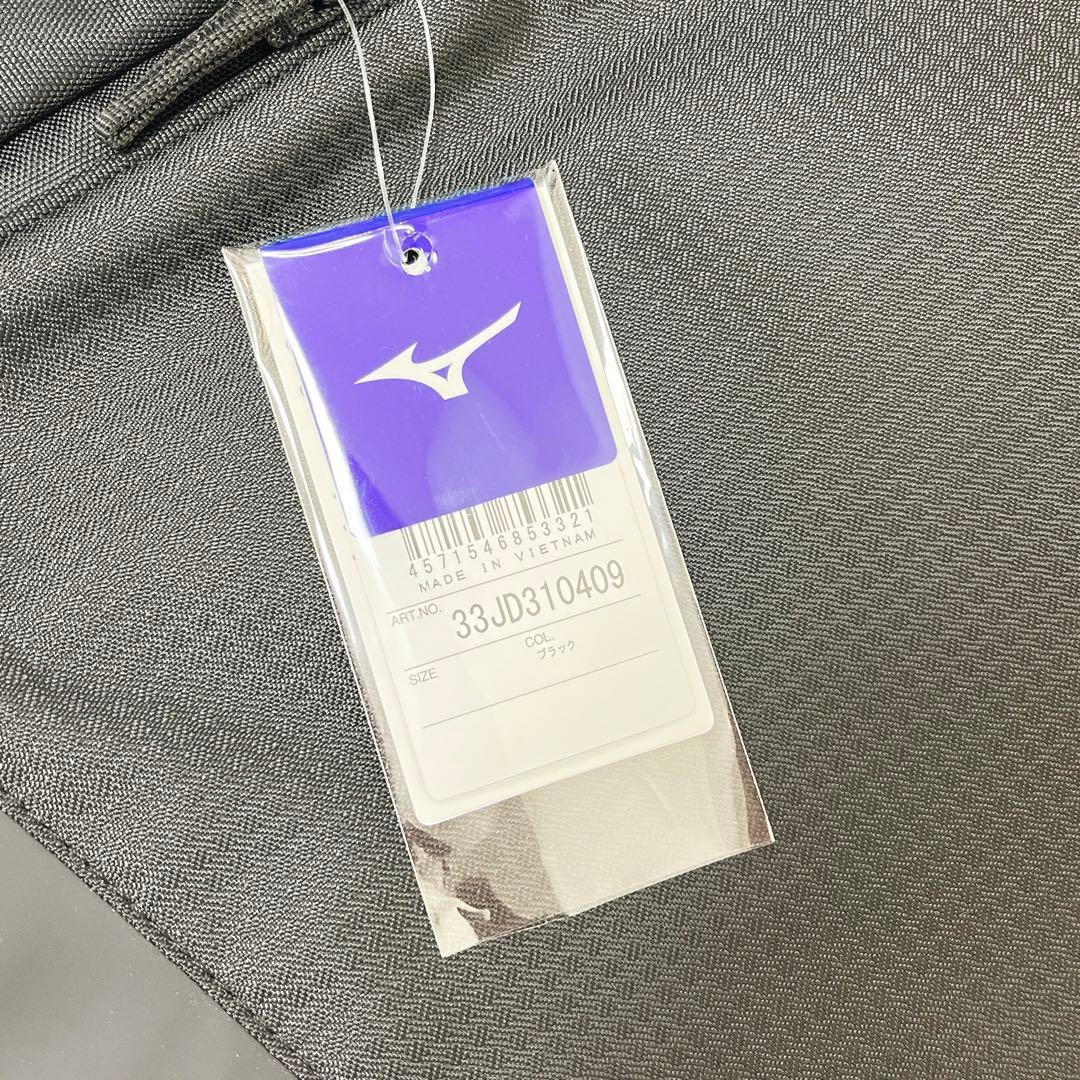 4571546853321
MADE IN VIETNAM
ART.NO. 33JD310409
COL.
ブラック
SIZE